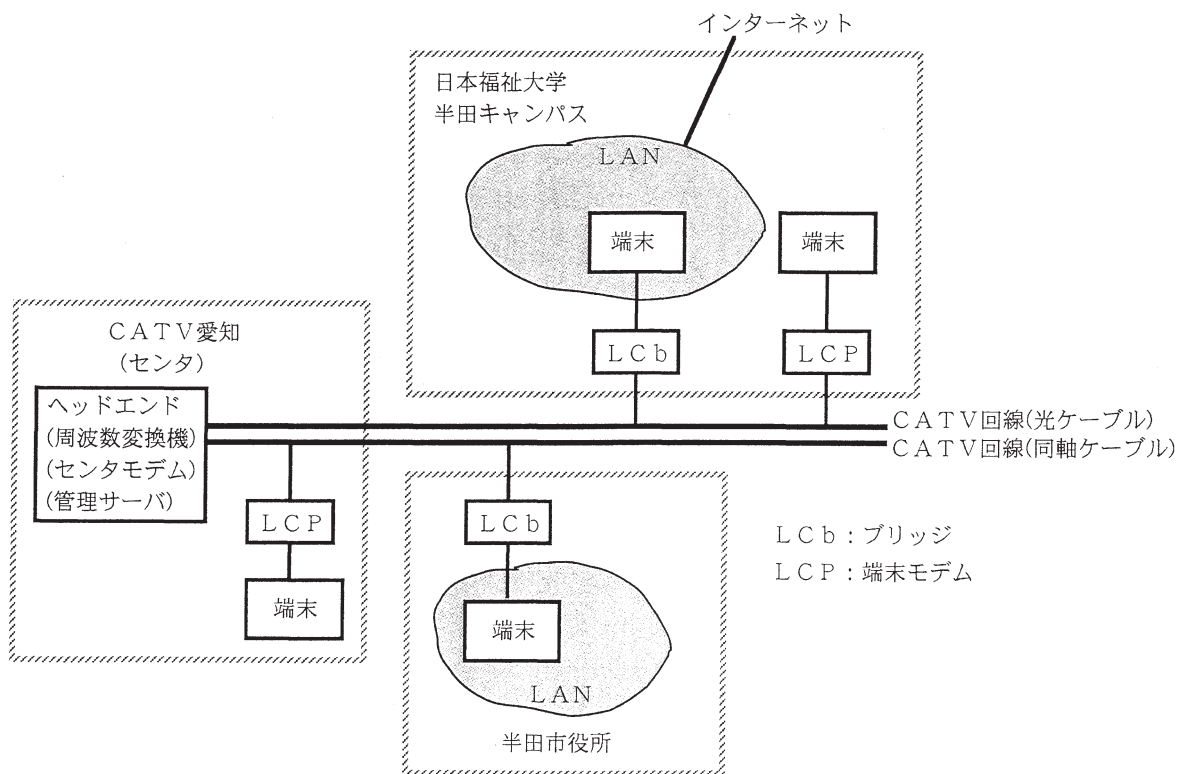 インターネット
日本福祉大学
半田キャンパス
LAN
端末
端末
LCb
LCP
CATV愛知
(センタ)
ヘッドエンド
(周波数変換機)
(センタモデム)
(管理サーバ)
CATV回線(光ケーブル)
CATV回線(同軸ケーブル)
LCP
端末
LCb
端末
LAN
半田市役所
LCb:ブリッジ
LCP:端末モデム